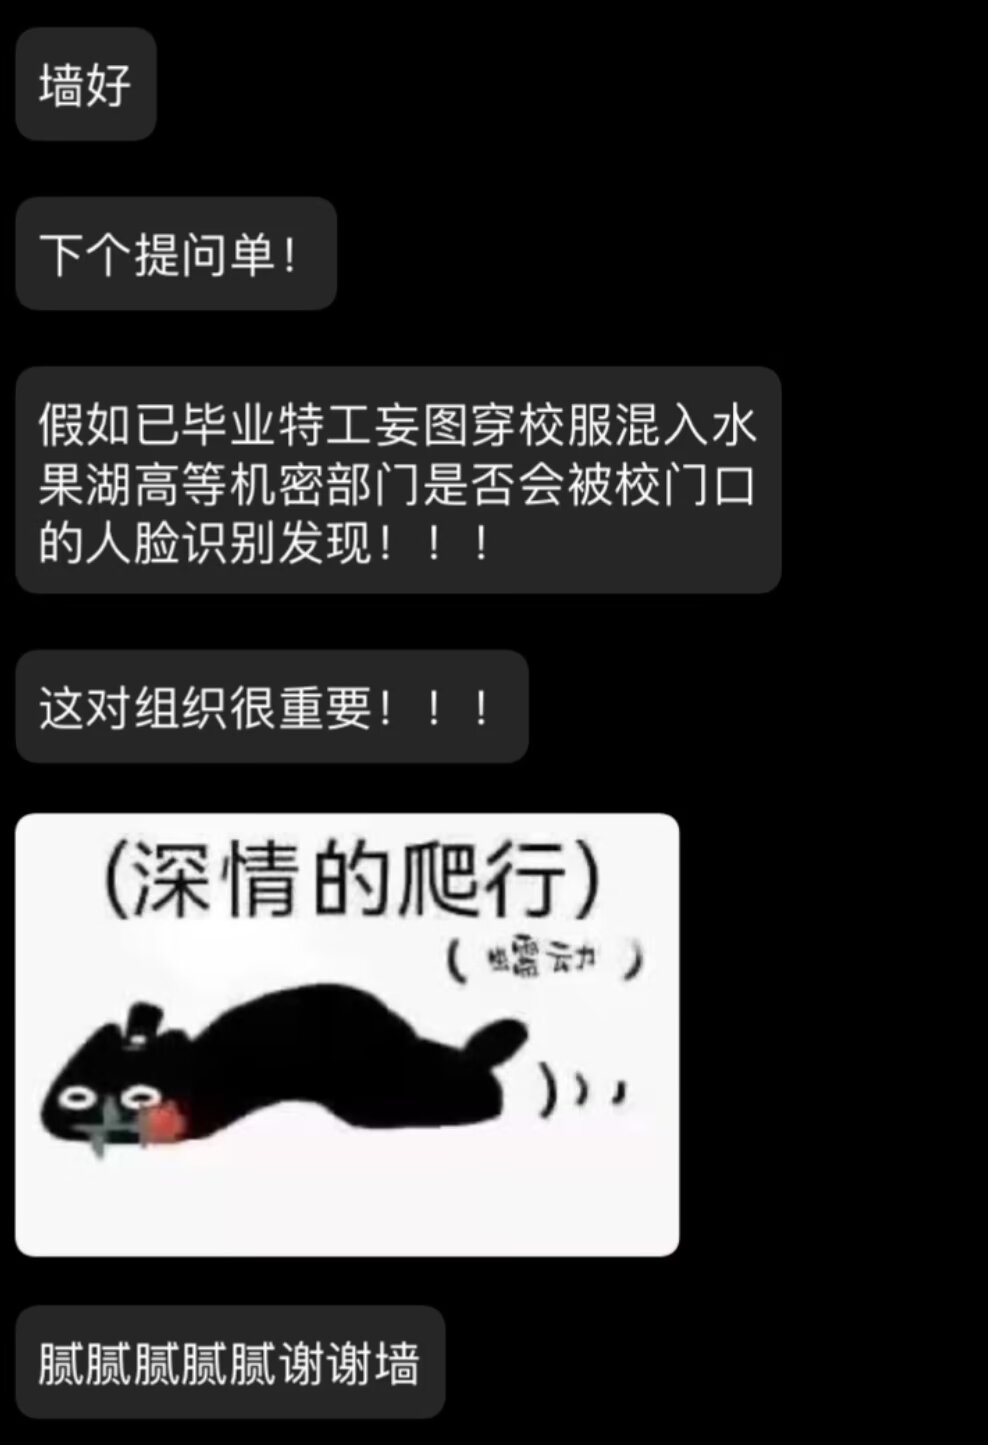 墙好
下个提问单！
假如已毕业特工妄图穿校服混入水
果湖高等机密部门是否会被校门口
的人脸识别发现！！！
这对组织很重要！！！
(深情的爬行)
(蠕动)
腻腻腻腻腻谢谢墙